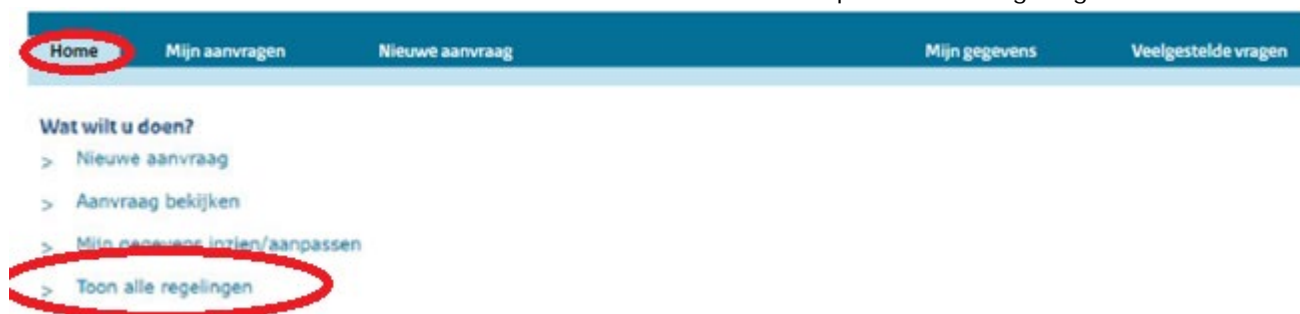 Home Mijn aanvragen Nieuwe aanvraag Mijn gegevens Veelgestelde vragen
Wat wilt u doen?
> Nieuwe aanvraag
> Aanvraag bekijken
> Mijn gegevens inzien/aanpassen
> Toon alle regelingen